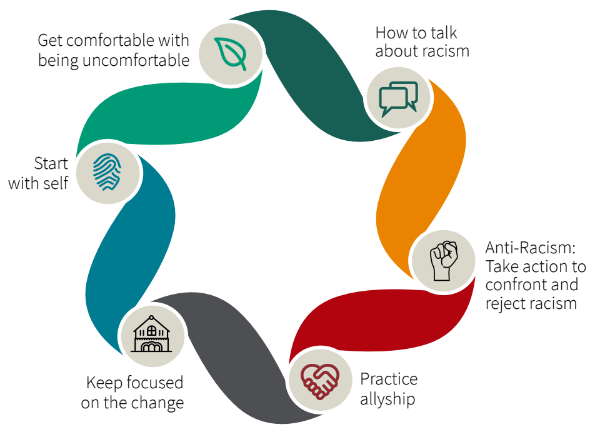 Get comfortable with
being uncomfortable
How to talk
about racism
Start
with self
Anti-Racism:
Take action to
confront and
reject racism
Keep focused
on the change
Practice
allyship